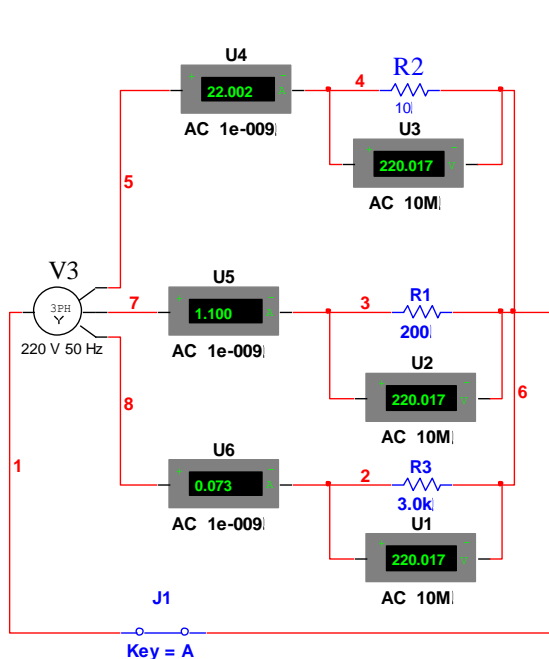 U4
22.002
A
AC 1e-009
4
R2
10
U3
220.017
V
AC 10M
5
V3
3PH
Y
220 V 50 Hz
7
U5
1.100
A
AC 1e-009
3
R1
200
U2
220.017
V
AC 10M
6
8
1
U6
0.073
A
AC 1e-009
2
R3
3.0k
U1
220.017
V
AC 10M
J1
Key = A